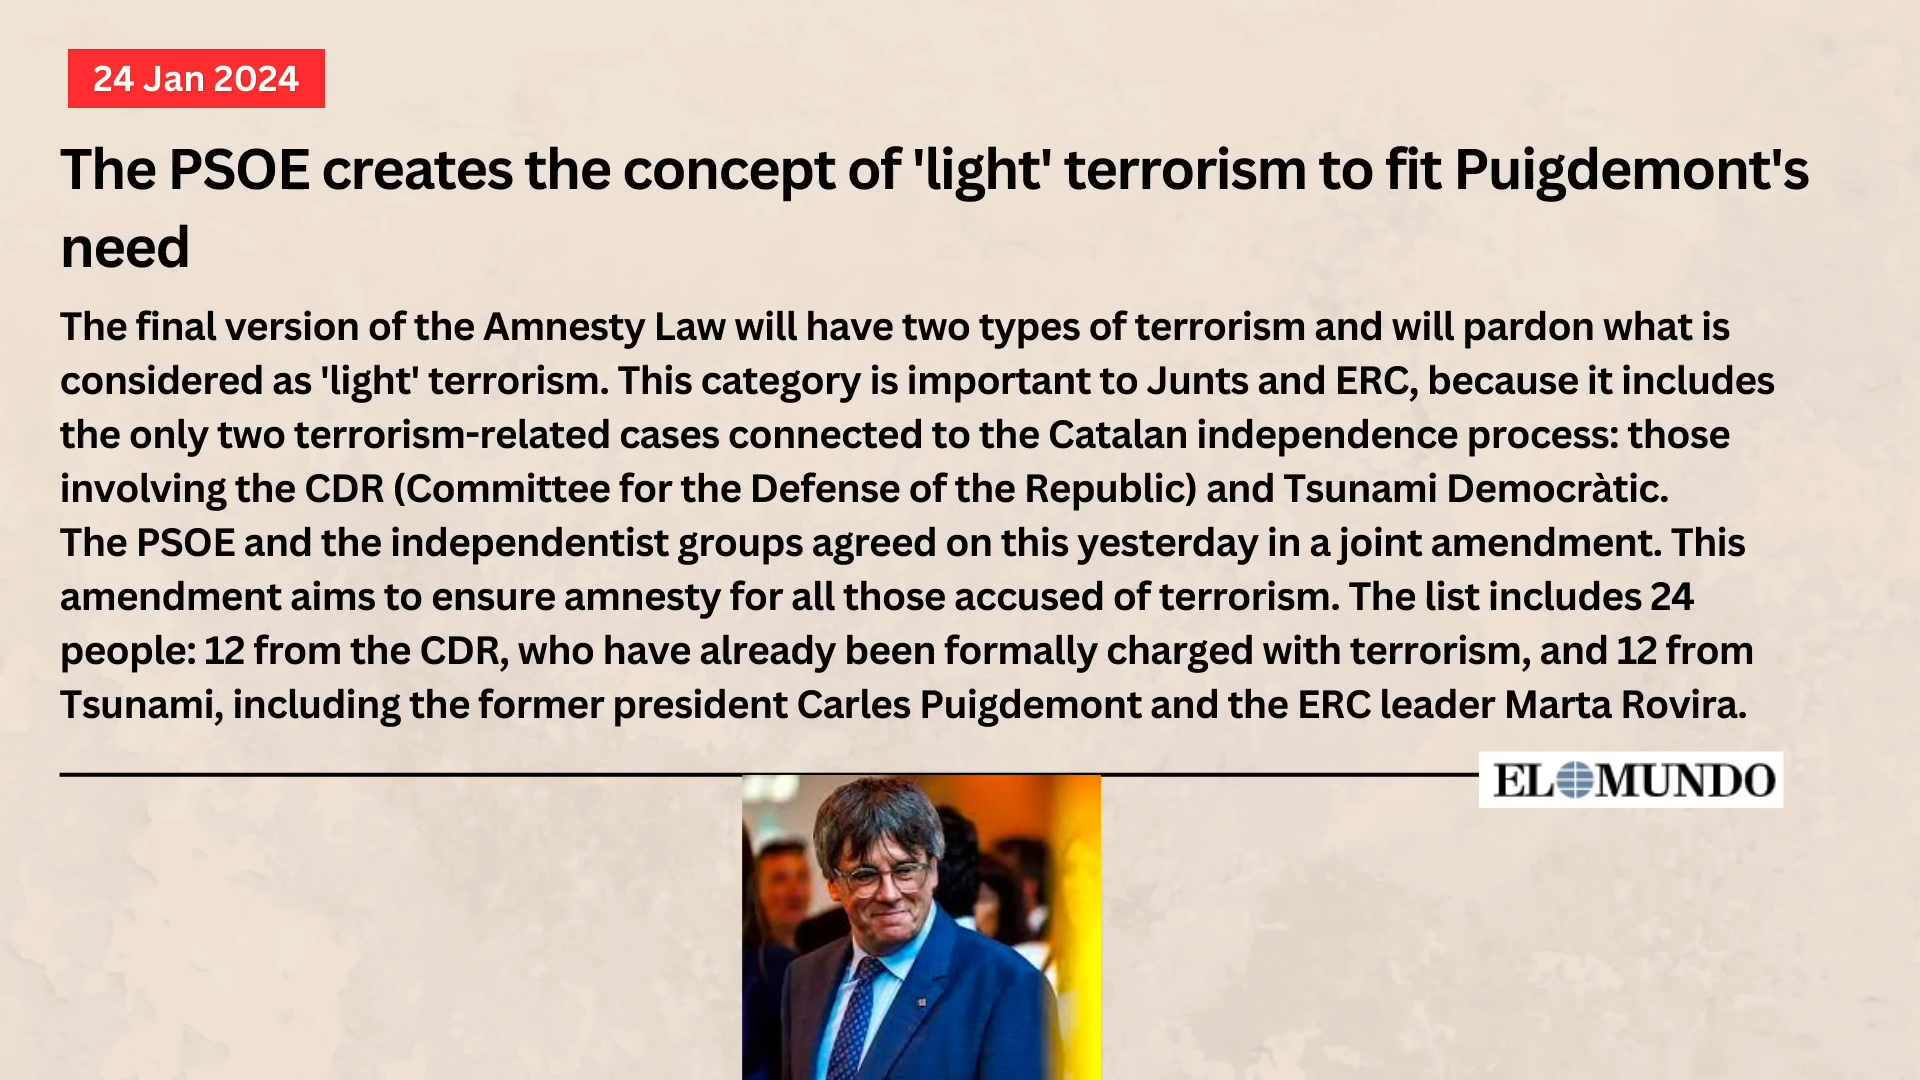 24 Jan 2024
The PSOE creates the concept of 'light' terrorism to fit Puigdemont's
need
The final version of the Amnesty Law will have two types of terrorism and will pardon what is
considered as 'light' terrorism. This category is important to Junts and ERC, because it includes
the only two terrorism-related cases connected to the Catalan independence process: those
involving the CDR (Committee for the Defense of the Republic) and Tsunami Democràtic.
The PSOE and the independentist groups agreed on this yesterday in a joint amendment. This
amendment aims to ensure amnesty for all those accused of terrorism. The list includes 24
people: 12 from the CDR, who have already been formally charged with terrorism, and 12 from
Tsunami, including the former president Carles Puigdemont and the ERC leader Marta Rovira.
EL MUNDO